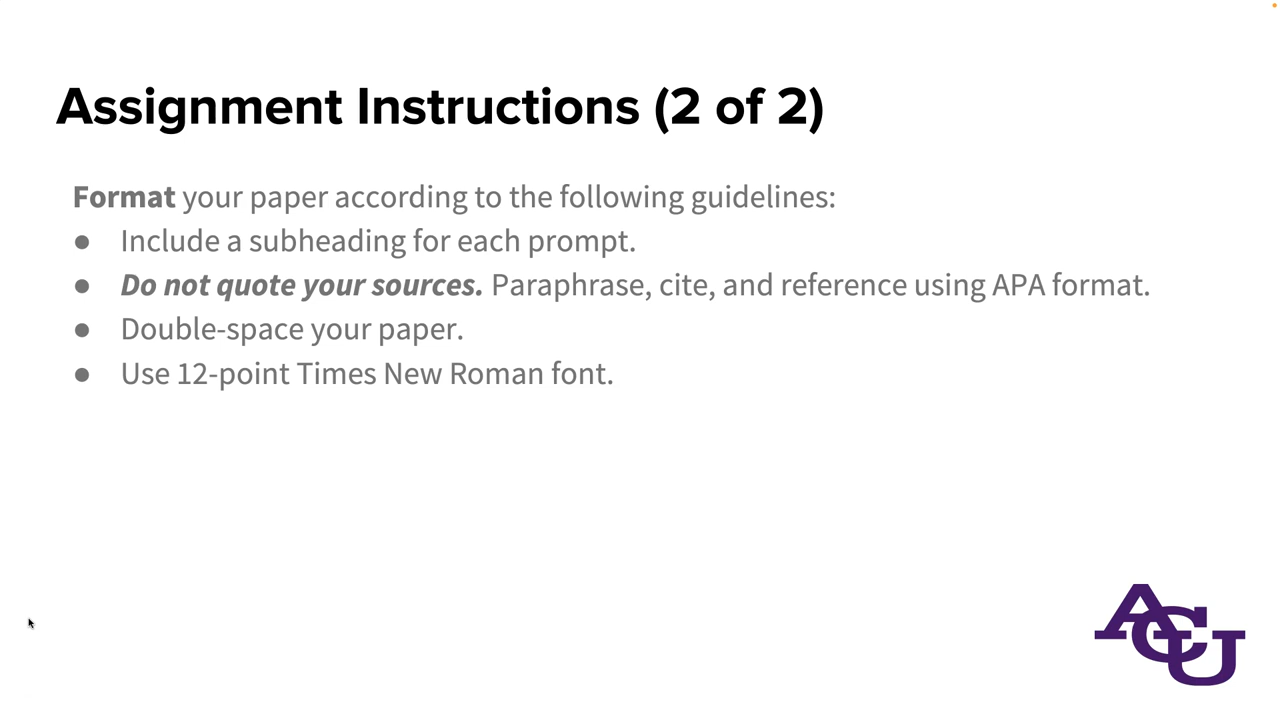 Assignment Instructions (2 of 2)
Format your paper according to the following guidelines:
● Include a subheading for each prompt.
● Do not quote your sources. Paraphrase, cite, and reference using APA format.
● Double-space your paper.
● Use 12-point Times New Roman font.
ACU